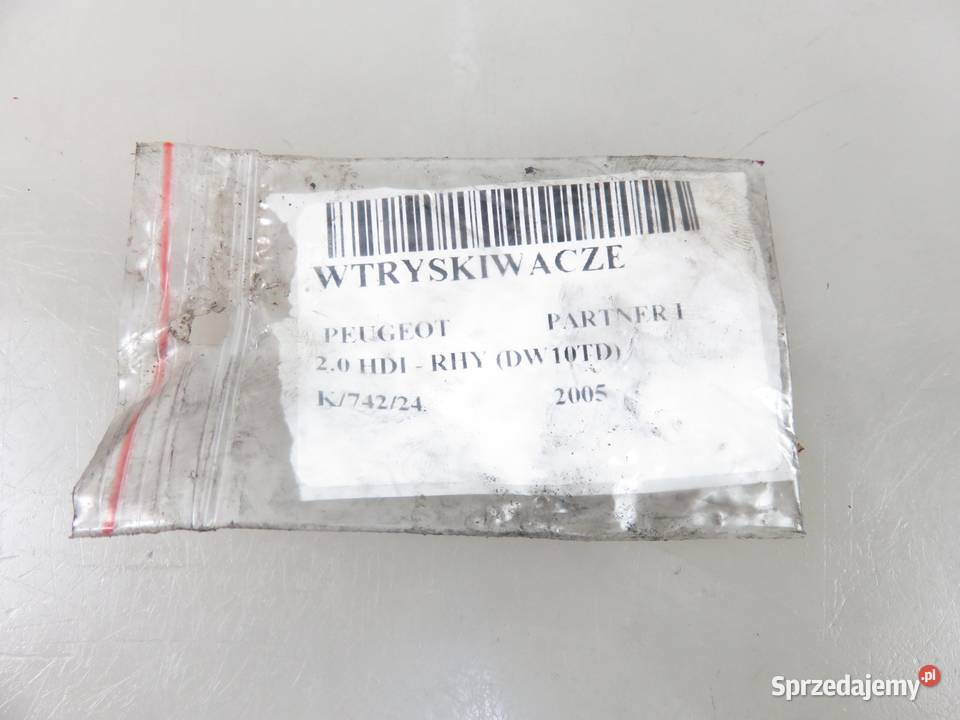 WTRYSKIWACZE
PEUGEOT PARTNER I
2.0 HDI - RHY (DW10TD)
K/742/24 2005
Sprzedajemy.pl